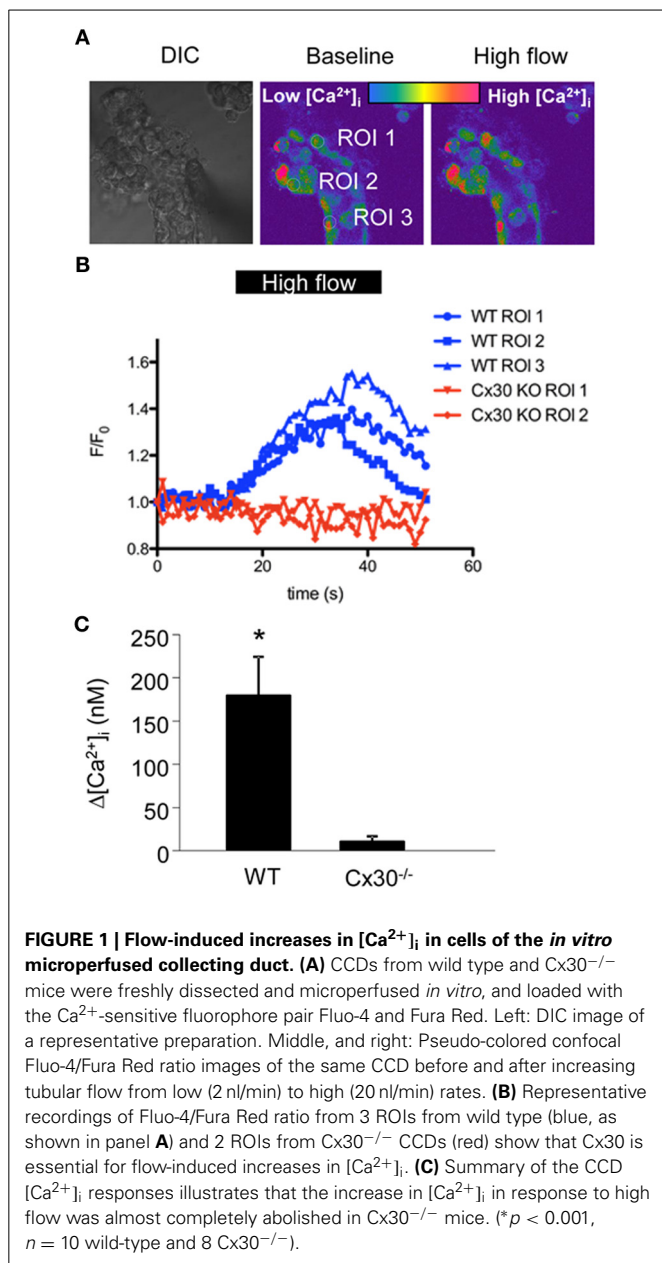 A
DIC Baseline High flow
Low [Ca²⁺]ᵢ High [Ca²⁺]ᵢ
ROI 1
ROI 2
ROI 3
B
High flow
WT ROI 1
WT ROI 2
WT ROI 3
Cx30 KO ROI 1
Cx30 KO ROI 2
F/F₀
1.6
1.4
1.2
1.0
0.8
0 20 40 60
time (s)
C
Δ[Ca²⁺]ᵢ (nM)
250
200
150
100
50
0
*
WT Cx30⁻/⁻
FIGURE 1 | Flow-induced increases in [Ca²⁺]ᵢ in cells of the in vitro
microperfused collecting duct. (A) CCDs from wild type and Cx30⁻/⁻
mice were freshly dissected and microperfused in vitro, and loaded with
the Ca²⁺-sensitive fluorophore pair Fluo-4 and Fura Red. Left: DIC image of
a representative preparation. Middle, and right: Pseudo-colored confocal
Fluo-4/Fura Red ratio images of the same CCD before and after increasing
tubular flow from low (2 nl/min) to high (20 nl/min) rates. (B) Representative
recordings of Fluo-4/Fura Red ratio from 3 ROIs from wild type (blue, as
shown in panel A) and 2 ROIs from Cx30⁻/⁻ CCDs (red) show that Cx30 is
essential for flow-induced increases in [Ca²⁺]ᵢ. (C) Summary of the CCD
[Ca²⁺]ᵢ responses illustrates that the increase in [Ca²⁺]ᵢ in response to high
flow was almost completely abolished in Cx30⁻/⁻ mice. (*p < 0.001,
n = 10 wild-type and 8 Cx30⁻/⁻).